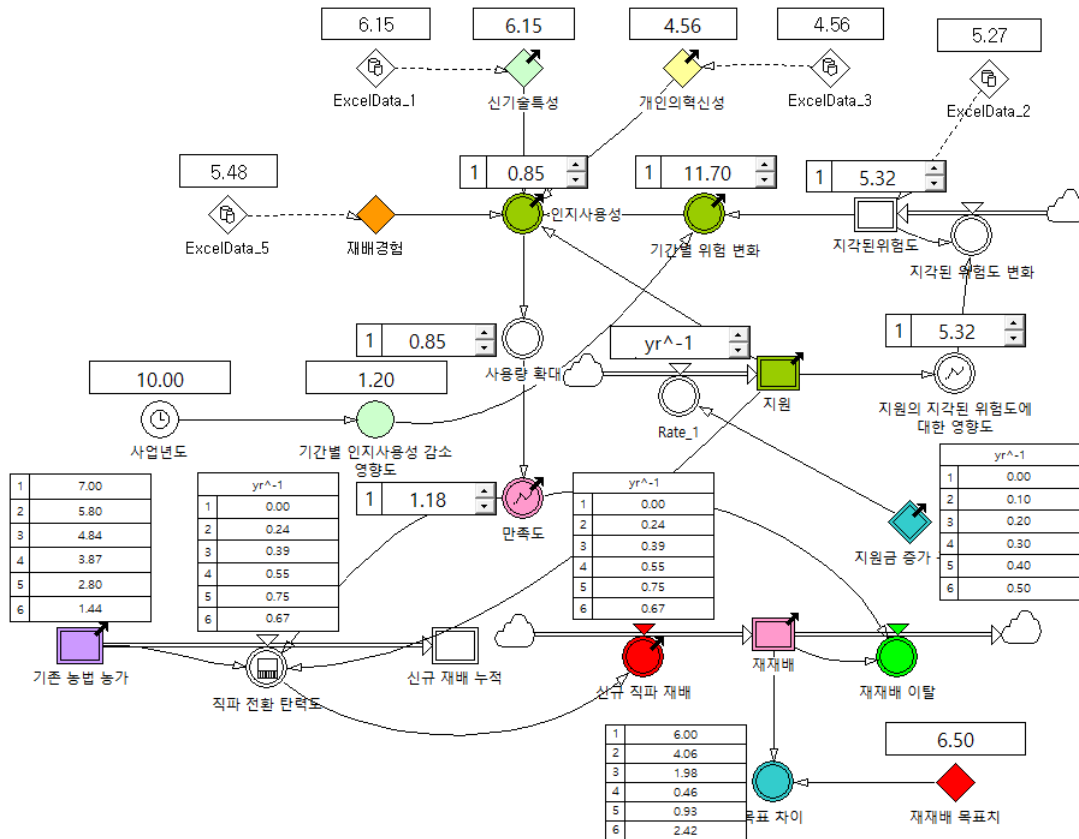 6.15
6.15
4.56
4.56
5.27
ExcelData_1
신기술특성
개인의혁신성
ExcelData_3
ExcelData_2
5.48
1 0.85
1 11.70
1 5.32
ExcelData_5
재배경험
인지사용성
기간별 위험 변화
지각된위험도
지각된 위험도 변화
1 0.85
yr^-1
1 5.32
사용량 확대
10.00
1.20
지원
Rate_1
지원의 지각된 위험도에
대한 영향도
사업년도
기간별 인지사용성 감소
영향도
1 7.00
2 5.80
3 4.84
4 3.87
5 2.80
6 1.44
yr^-1
1 0.00
2 0.24
3 0.39
4 0.55
5 0.75
6 0.67
1 1.18
만족도
yr^-1
1 0.00
2 0.24
3 0.39
4 0.55
5 0.75
6 0.67
지원금 증가
yr^-1
1 0.00
2 0.10
3 0.20
4 0.30
5 0.40
6 0.50
기존 농법 농가
직파 전환 탄력도
신규 재배 누적
신규 직파 재배
재재배
재재배 이탈
1 6.00
2 4.06
3 1.98
4 0.46
5 0.93
6 2.42
차이
6.50
재재배 목표치